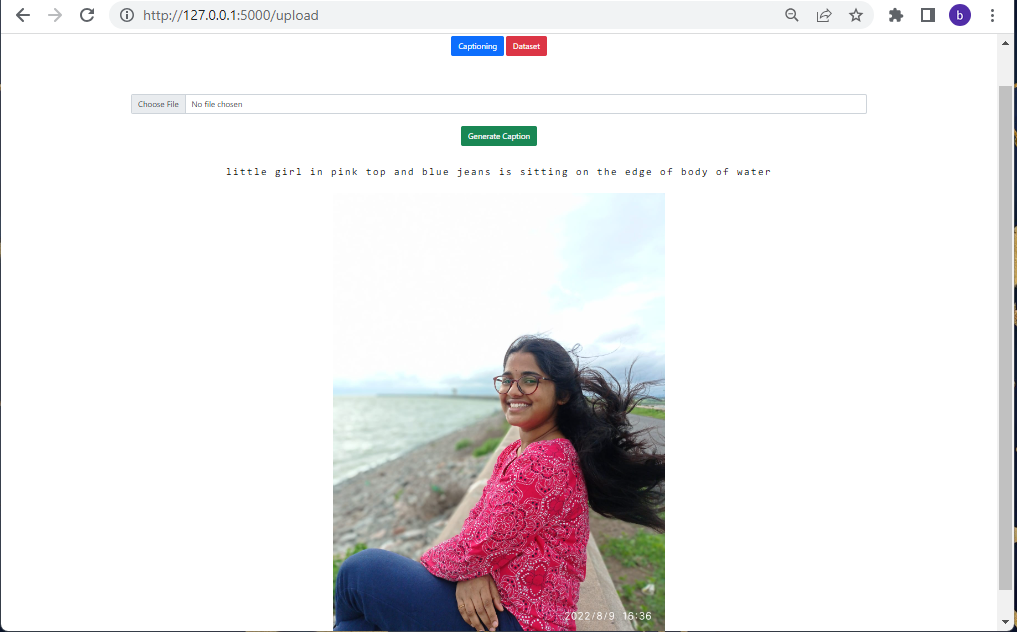 http://127.0.0.1:5000/upload
b
Captioning Dataset
Choose File No file chosen
Generate Caption
little girl in pink top and blue jeans is sitting on the edge of body of water
2022/8/9 16:36